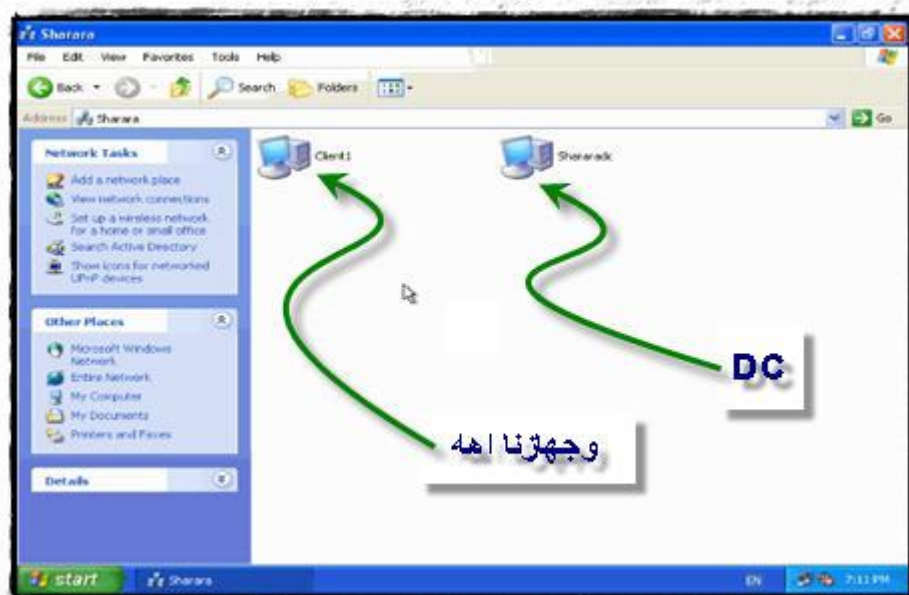 Sharara
File Edit View Favorites Tools Help
Back Search Folders
Address Sharara Go
Network Tasks
Add a network place
View network connections
Set up a wireless network
for a home or small office
Search Active Directory
Show icons for networked
UPnP devices
Other Places
Microsoft Windows
Network
Entire Network
My Computer
My Documents
Printers and Faxes
Details
Client1
Shararadc
DC
وجهازنا اهه
start Sharara EN 7:11 PM